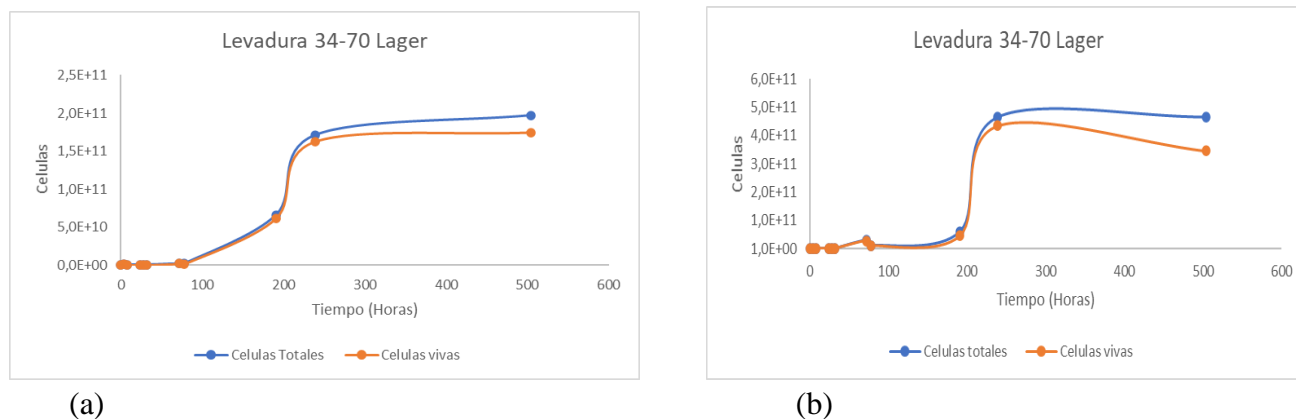 Levadura 34-70 Lager
2,5E+11
2,0E+11
1,5E+11
1,0E+11
5,0E+10
0,0E+00
Celulas
0 100 200 300 400 500 600
Tiempo (Horas)
Celulas Totales Celulas vivas
(a)
Levadura 34-70 Lager
6,0E+11
5,0E+11
4,0E+11
3,0E+11
2,0E+11
1,0E+11
1,0E+00
Celulas
0 100 200 300 400 500 600
Tiempo (Horas)
Celulas totales Celulas vivas
(b)